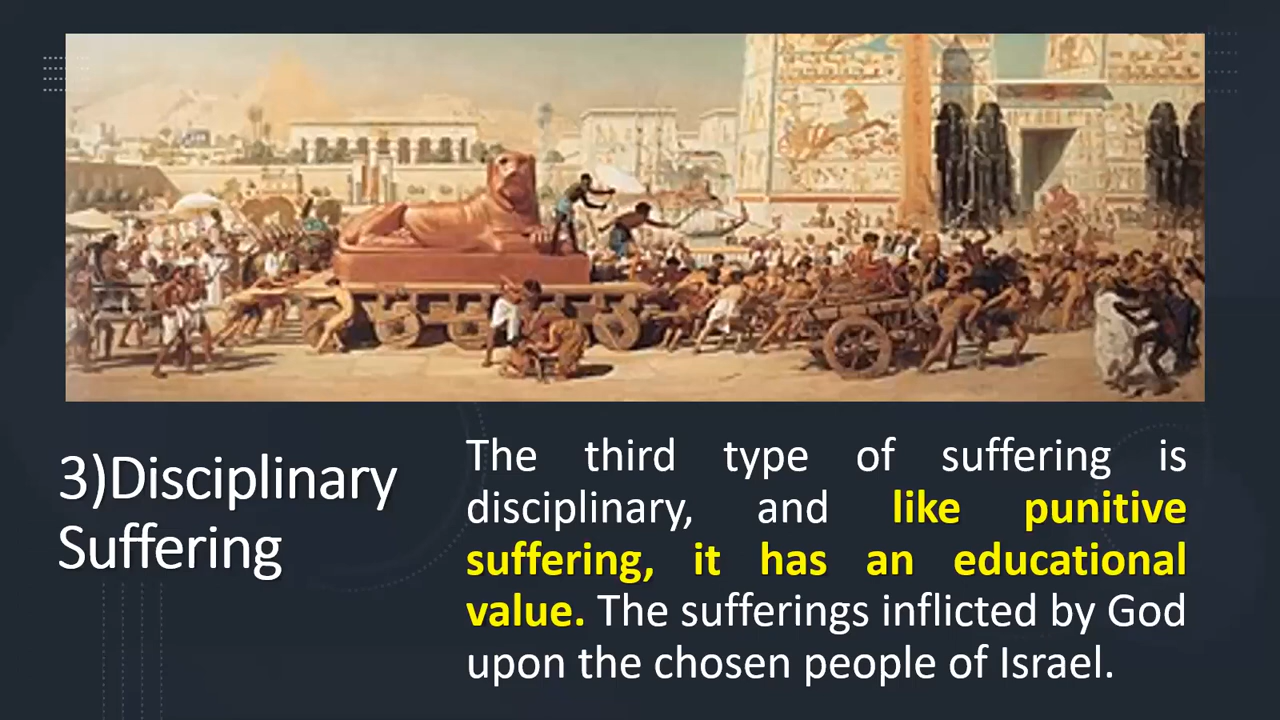 3)Disciplinary
Suffering
The third type of suffering is
disciplinary, and like punitive
suffering, it has an educational
value. The sufferings inflicted by God
upon the chosen people of Israel.